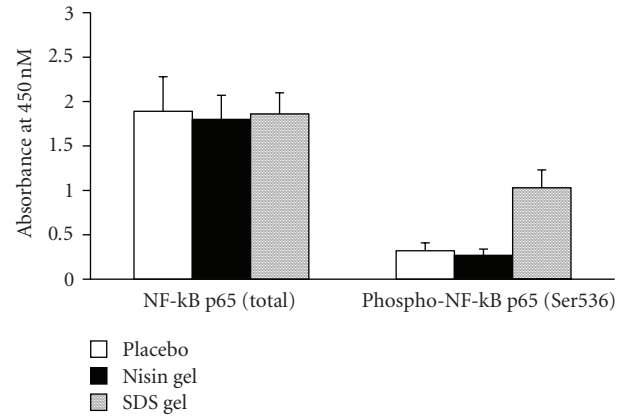 3
2.5
2
1.5
1
0.5
0
Absorbance at 450 nM
NF-kB p65 (total)
Phospho-NF-kB p65 (Ser536)
Placebo
Nisin gel
SDS gel